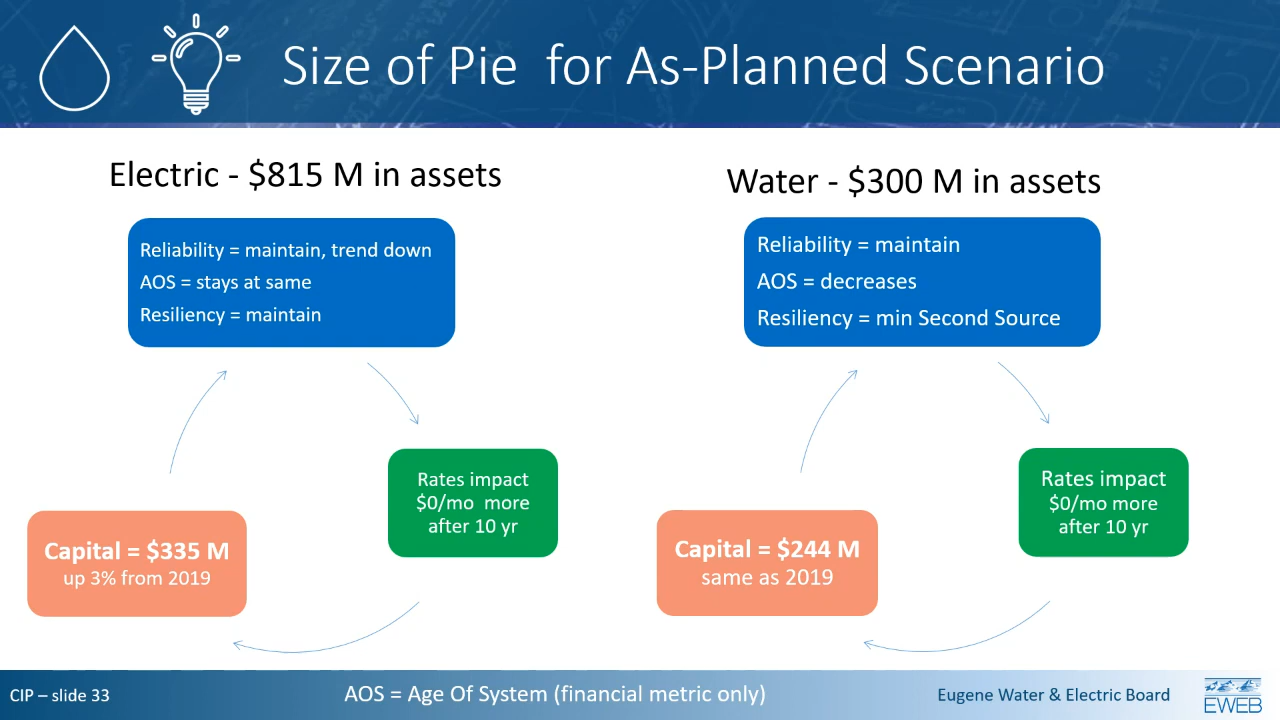 Size of Pie  for As-Planned Scenario
Electric - $815 M in assets
Reliability = maintain, trend down
AOS = stays at same
Resiliency = maintain
Rates impact
$0/mo  more
after 10 yr
Capital = $335 M
up 3% from 2019
Water - $300 M in assets
Reliability = maintain
AOS = decreases
Resiliency = min Second Source
Rates impact
$0/mo more
after 10 yr
Capital = $244 M
same as 2019
CIP – slide 33
AOS = Age Of System (financial metric only)
Eugene Water & Electric Board
EWEB